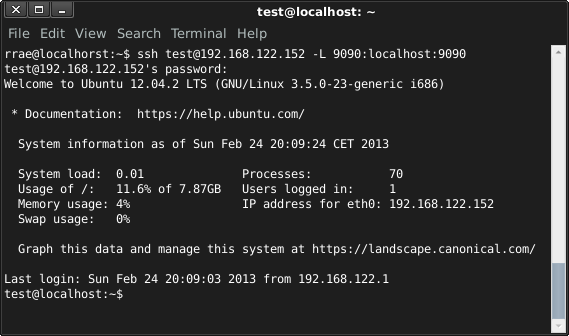 test@localhost: ~
File Edit View Search Terminal Help
rrae@localhorst:~$ ssh test@192.168.122.152 -L 9090:localhost:9090
test@192.168.122.152's password:
Welcome to Ubuntu 12.04.2 LTS (GNU/Linux 3.5.0-23-generic i686)
* Documentation:  https://help.ubuntu.com/
System information as of Sun Feb 24 20:09:24 CET 2013
System load:  0.01              Processes:           70
Usage of /:   11.6% of 7.87GB   Users logged in:     1
Memory usage: 4%                IP address for eth0: 192.168.122.152
Swap usage:   0%
Graph this data and manage this system at https://landscape.canonical.com/
Last login: Sun Feb 24 20:09:03 2013 from 192.168.122.1
test@localhost:~$